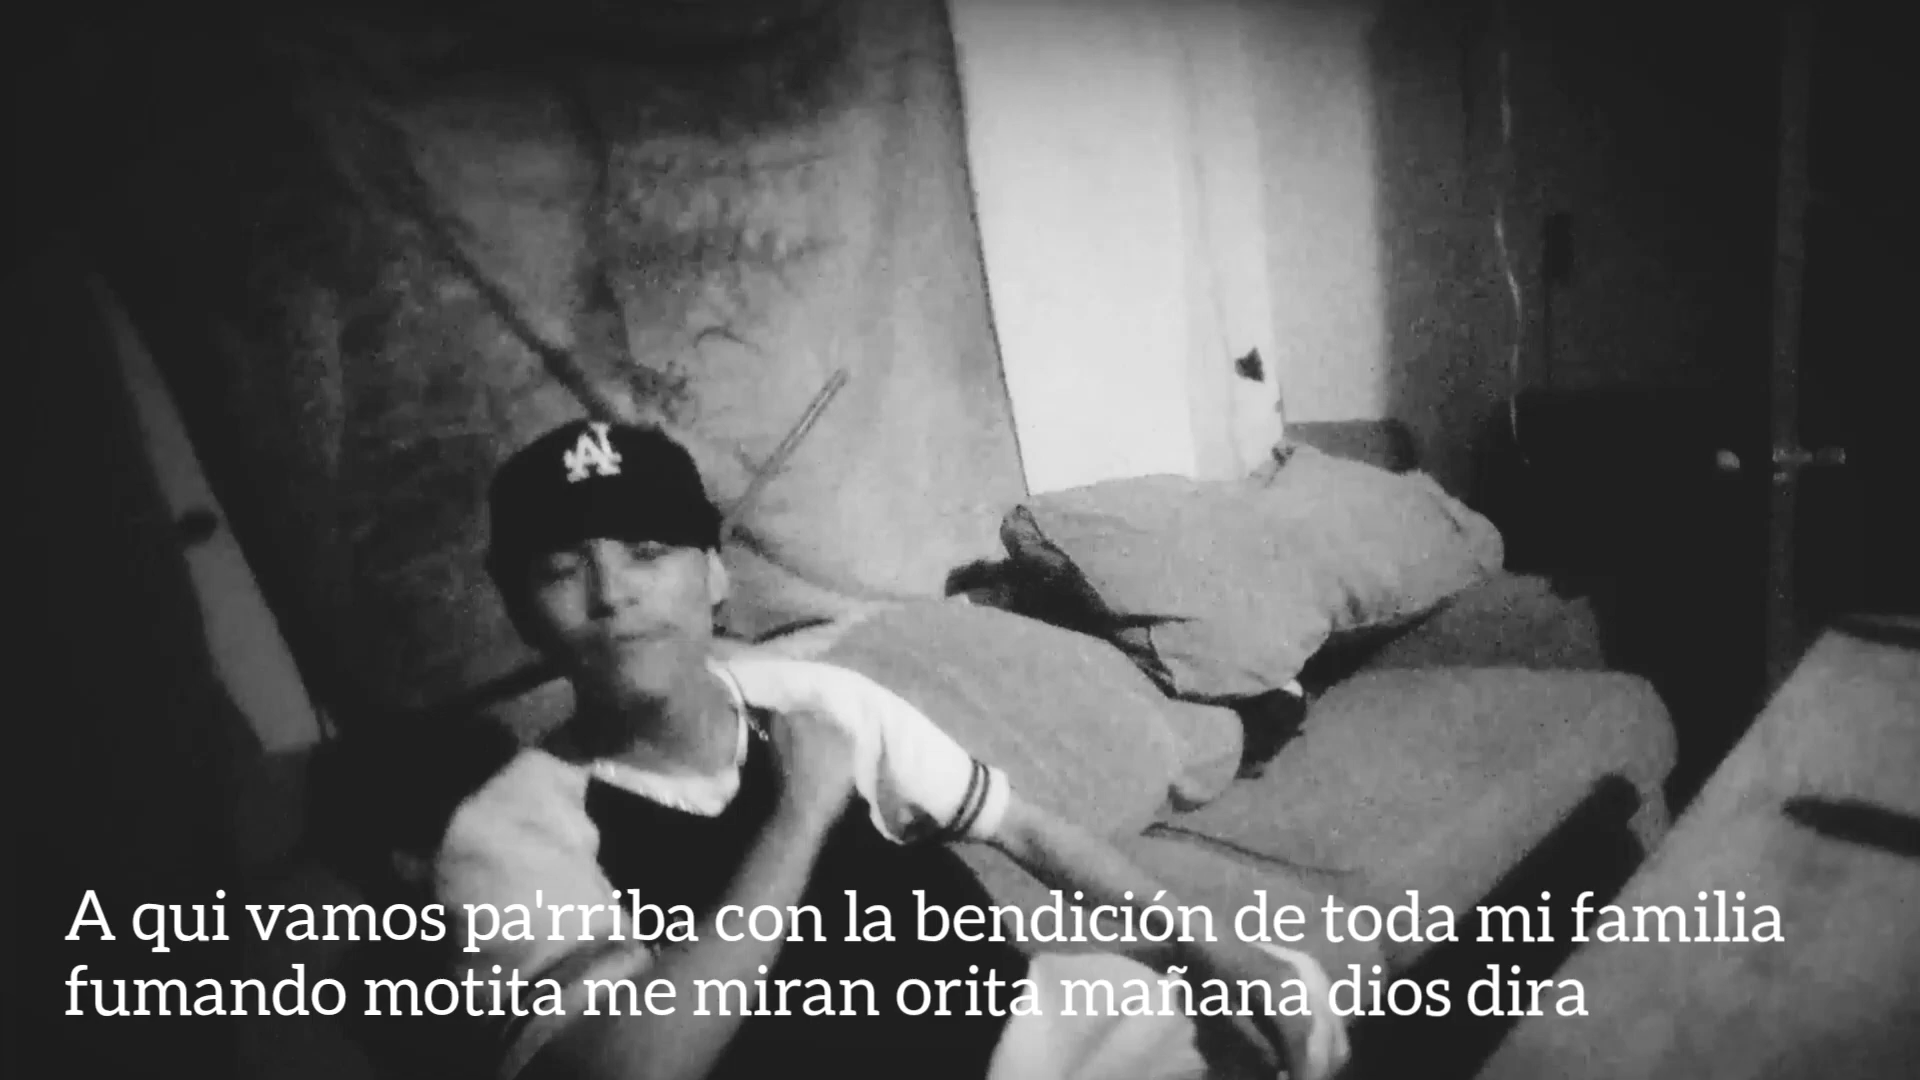 LA
A qui vamos pa'rriba con la bendición de toda mi familia
fumando motita me miran orita mañana dios dira